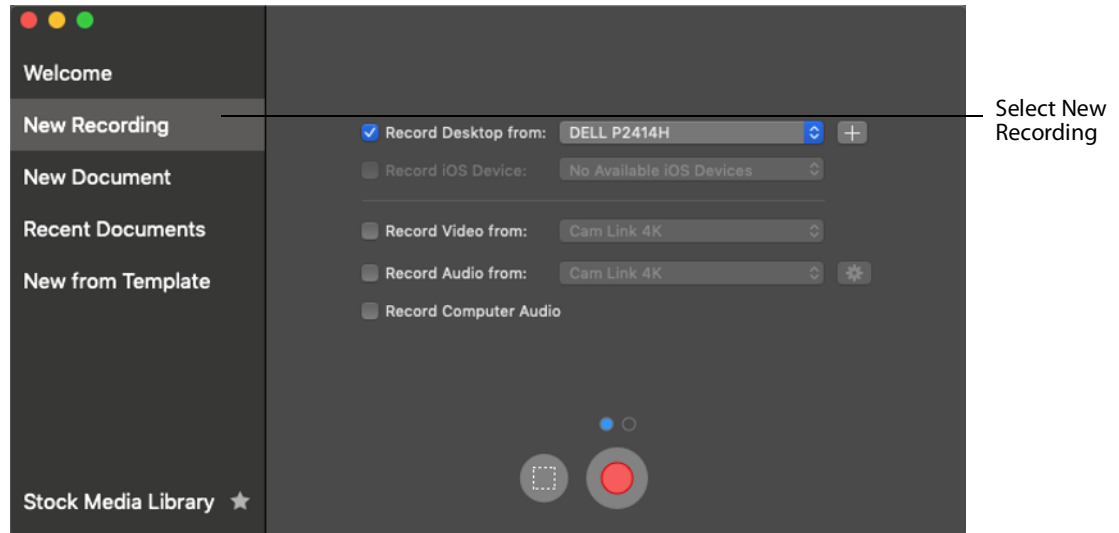 Welcome
New Recording
New Document
Recent Documents
New from Template
Stock Media Library
Record Desktop from: DELL P2414H
Record iOS Device: No Available iOS Devices
Record Video from: Cam Link 4K
Record Audio from: Cam Link 4K
Record Computer Audio
Select New
Recording